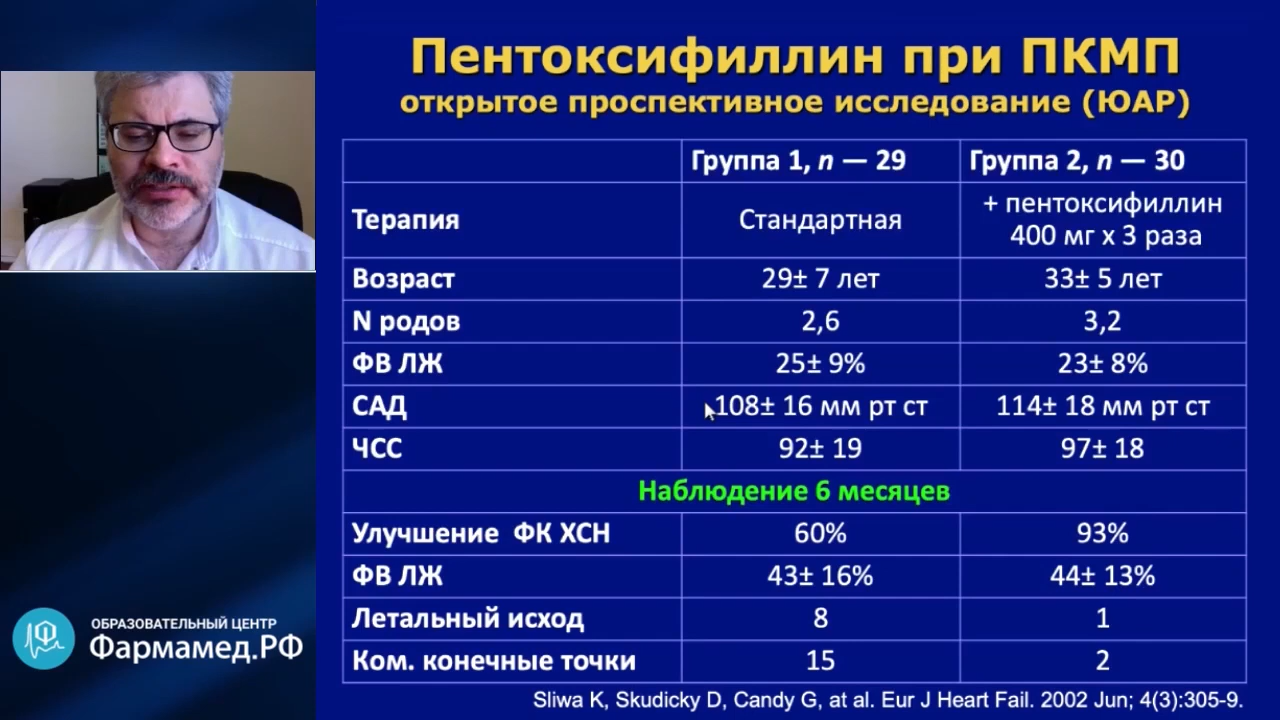 Пентоксифиллин при ПКМП
открытое проспективное исследование (ЮАР)
Группа 1, n — 29
Группа 2, n — 30
Терапия
Стандартная
+ пентоксифиллин
400 мг х 3 раза
Возраст
29± 7 лет
33± 5 лет
N родов
2,6
3,2
ФВ ЛЖ
25± 9%
23± 8%
САД
108± 16 мм рт ст
114± 18 мм рт ст
ЧСС
92± 19
97± 18
Наблюдение 6 месяцев
Улучшение ФК ХСН
60%
93%
ФВ ЛЖ
43± 16%
44± 13%
Летальный исход
8
1
Ком. конечные точки
15
2
Sliwa K, Skudicky D, Candy G, at al. Eur J Heart Fail. 2002 Jun; 4(3):305-9.
ОБРАЗОВАТЕЛЬНЫЙ ЦЕНТР
Фармамед.РФ